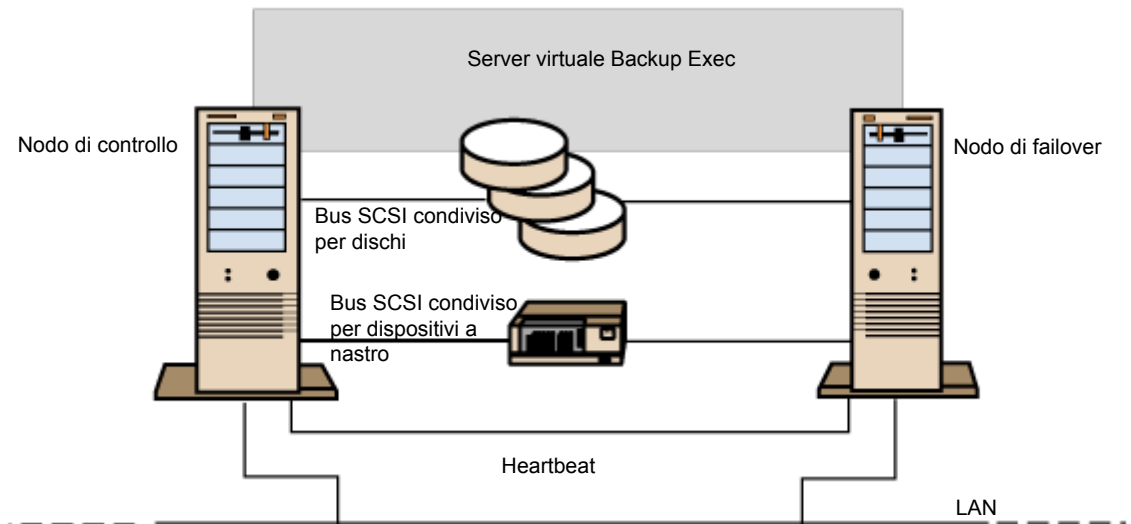 Server virtuale Backup Exec
Nodo di controllo
Nodo di failover
Bus SCSI condiviso
per dischi
Bus SCSI condiviso
per dispositivi a
nastro
Heartbeat
LAN